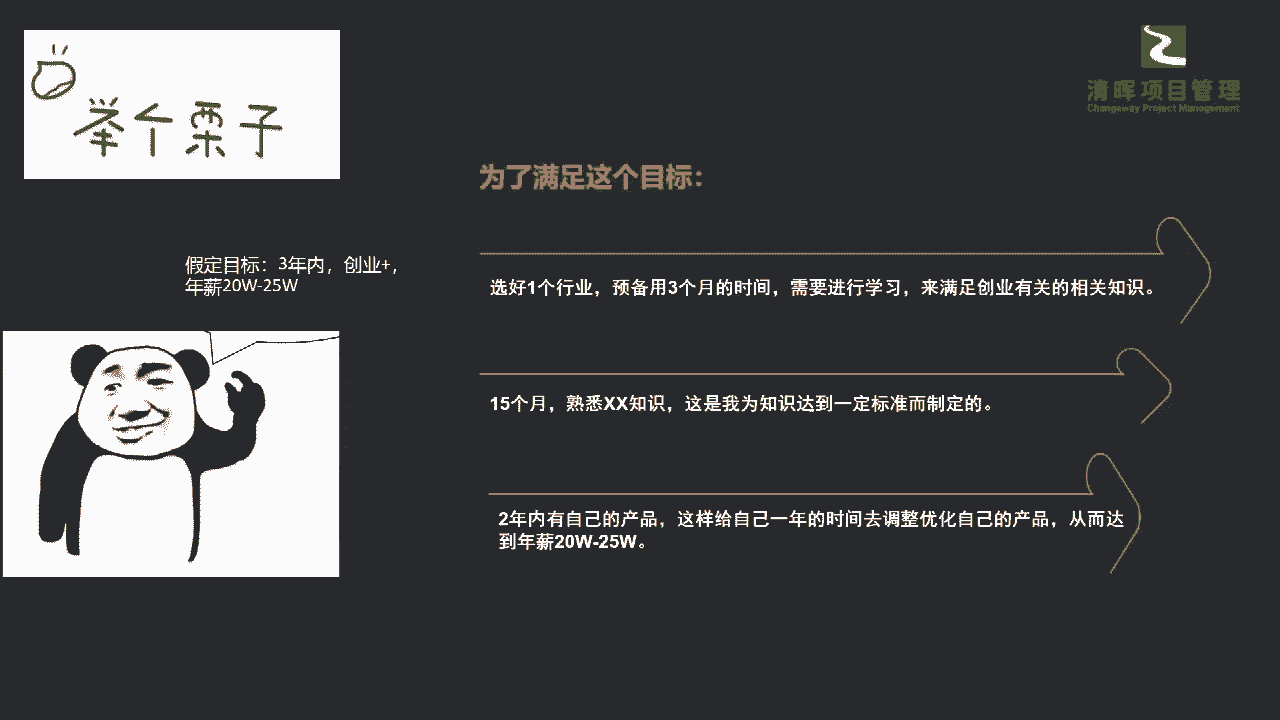 举个栗子
清晖项目管理
Changeway Project Management
为了满足这个目标：
假定目标：3年内，创业+，
年薪20W-25W
选好1个行业，预备用3个月的时间，需要进行学习，来满足创业有关的相关知识。
15个月，熟悉XX知识，这是我为知识达到一定标准而制定的。
2年内有自己的产品，这样给自己一年的时间去调整优化自己的产品，从而达
到年薪20W-25W。